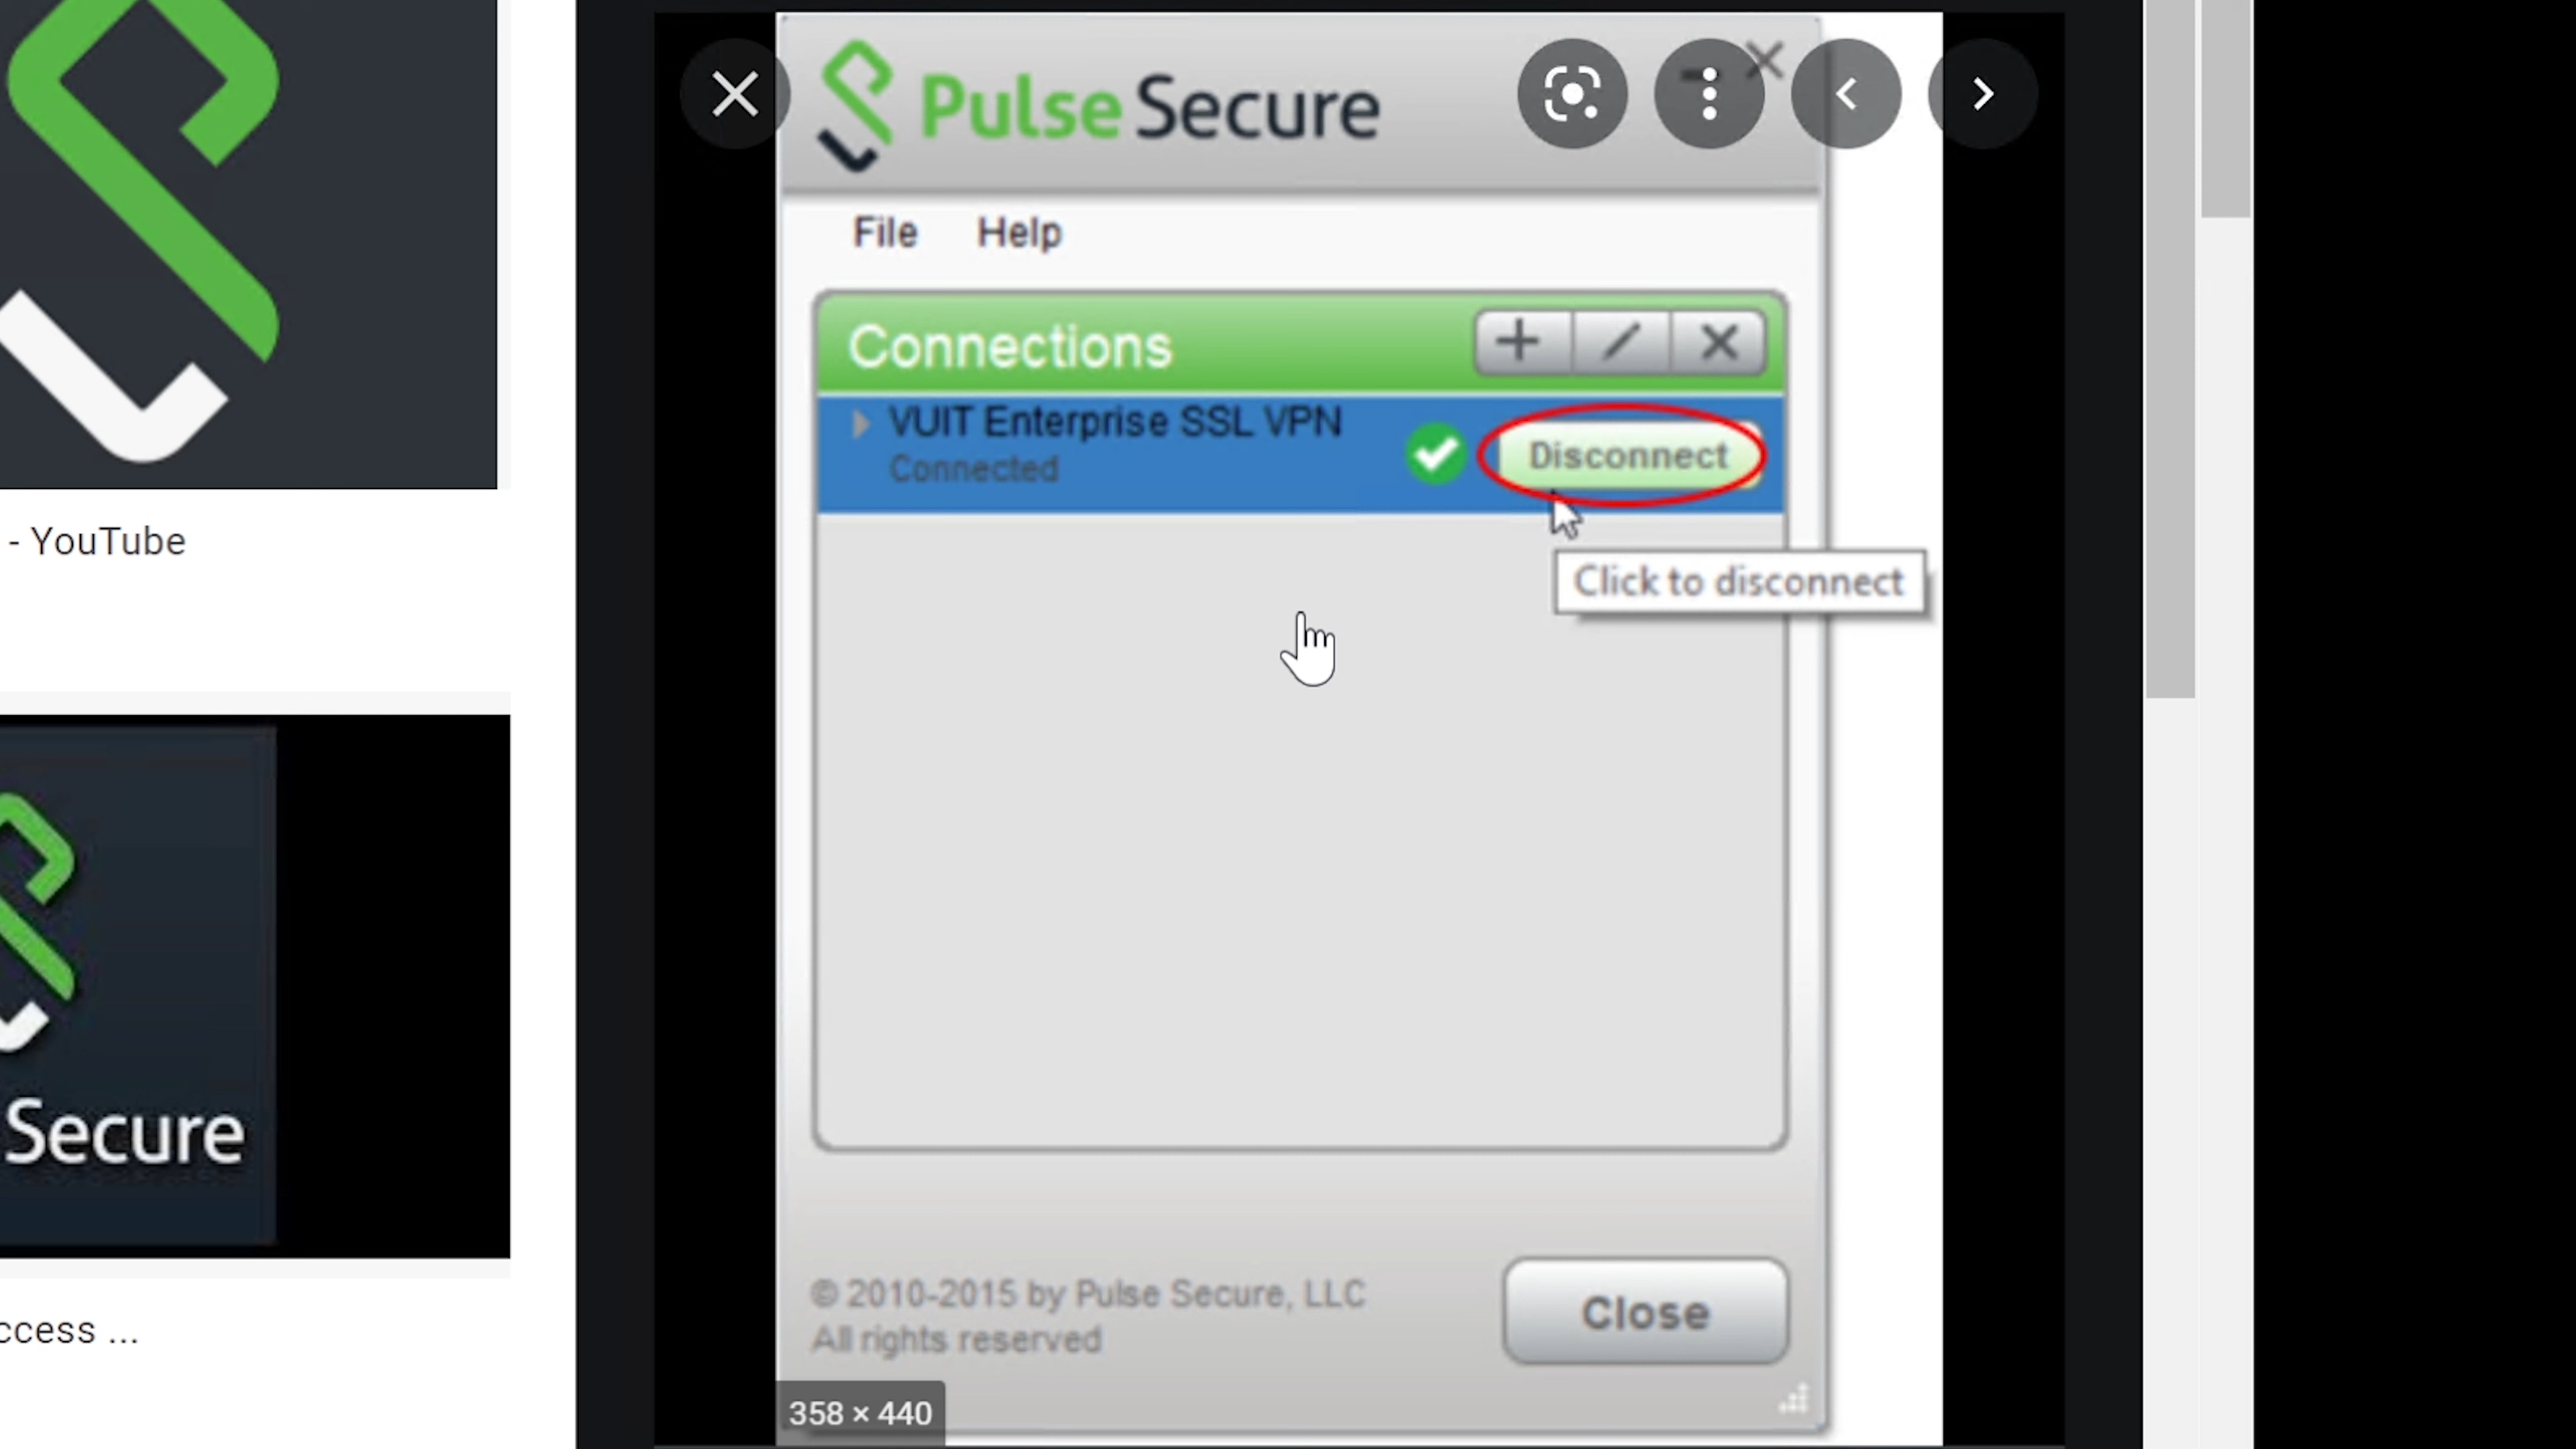 - YouTube
Secure
ccess ...
Pulse Secure
File Help
Connections
VUIT Enterprise SSL VPN
Connected
Disconnect
Click to disconnect
© 2010-2015 by Pulse Secure, LLC
All rights reserved
Close
358 × 440